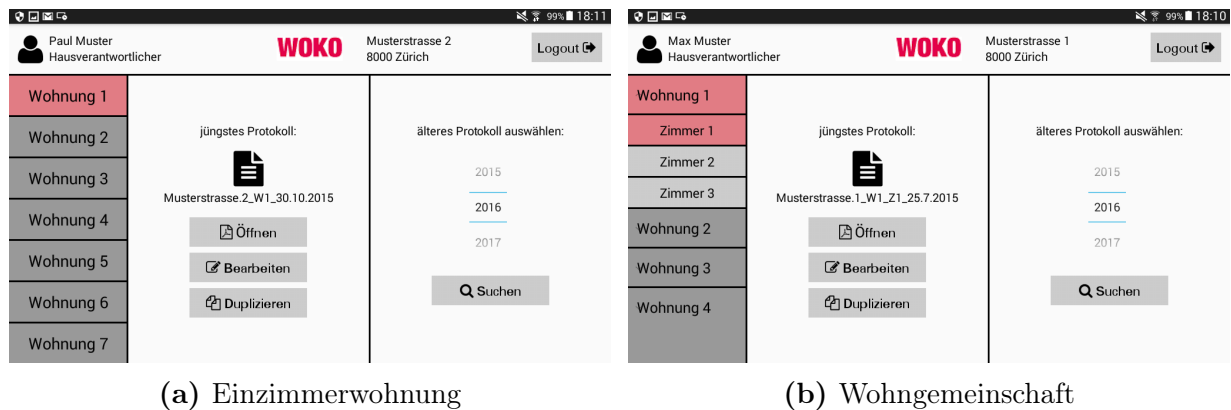 99% 18:11
Paul Muster
Hausverantwortlicher
WOKO
Musterstrasse 2
8000 Zürich
Logout
Wohnung 1
Wohnung 2
Wohnung 3
Wohnung 4
Wohnung 5
Wohnung 6
Wohnung 7
jüngstes Protokoll:
Musterstrasse.2_W1_30.10.2015
Öffnen
Bearbeiten
Duplizieren
älteres Protokoll auswählen:
2015
2016
2017
Suchen
(a) Einzimmerwohnung
99% 18:10
Max Muster
Hausverantwortlicher
WOKO
Musterstrasse 1
8000 Zürich
Logout
Wohnung 1
Zimmer 1
Zimmer 2
Zimmer 3
Wohnung 2
Wohnung 3
Wohnung 4
jüngstes Protokoll:
Musterstrasse.1_W1_Z1_25.7.2015
Öffnen
Bearbeiten
Duplizieren
älteres Protokoll auswählen:
2015
2016
2017
Suchen
(b) Wohngemeinschaft